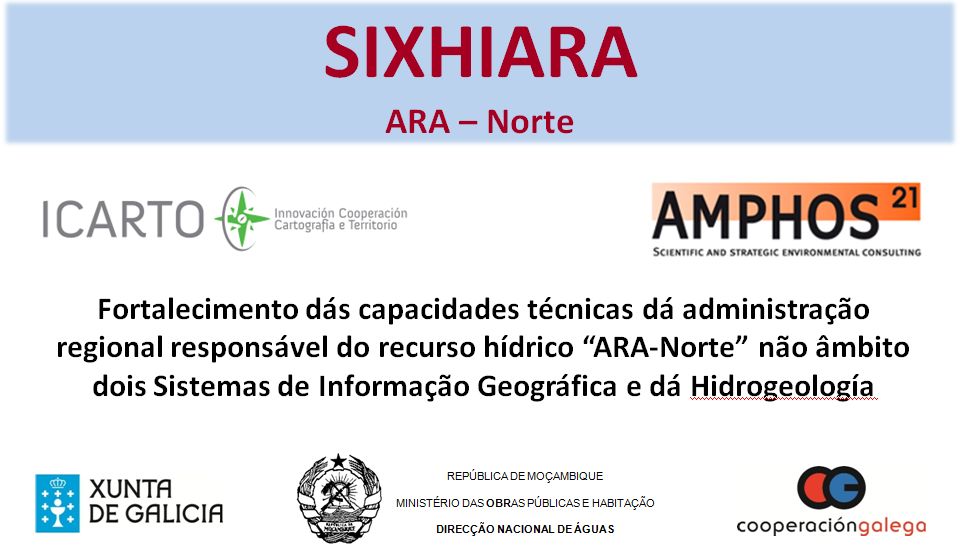 SIXHIARA
ARA – Norte
ICARTO
Innovación Cooperación
Cartografía e Territorio
AMPHOS 21
SCIENTIFIC AND STRATEGIC ENVIRONMENTAL CONSULTING
Fortalecimento dás capacidades técnicas dá administração
regional responsável do recurso hídrico “ARA-Norte” não âmbito
dois Sistemas de Informação Geográfica e dá Hidrogeología
XUNTA
DE GALICIA
REPÚBLICA DE MOÇAMBIQUE
MINISTÉRIO DAS OBRAS PÚBLICAS E HABITAÇÃO
DIRECÇÃO NACIONAL DE ÁGUAS
cooperacióngalega